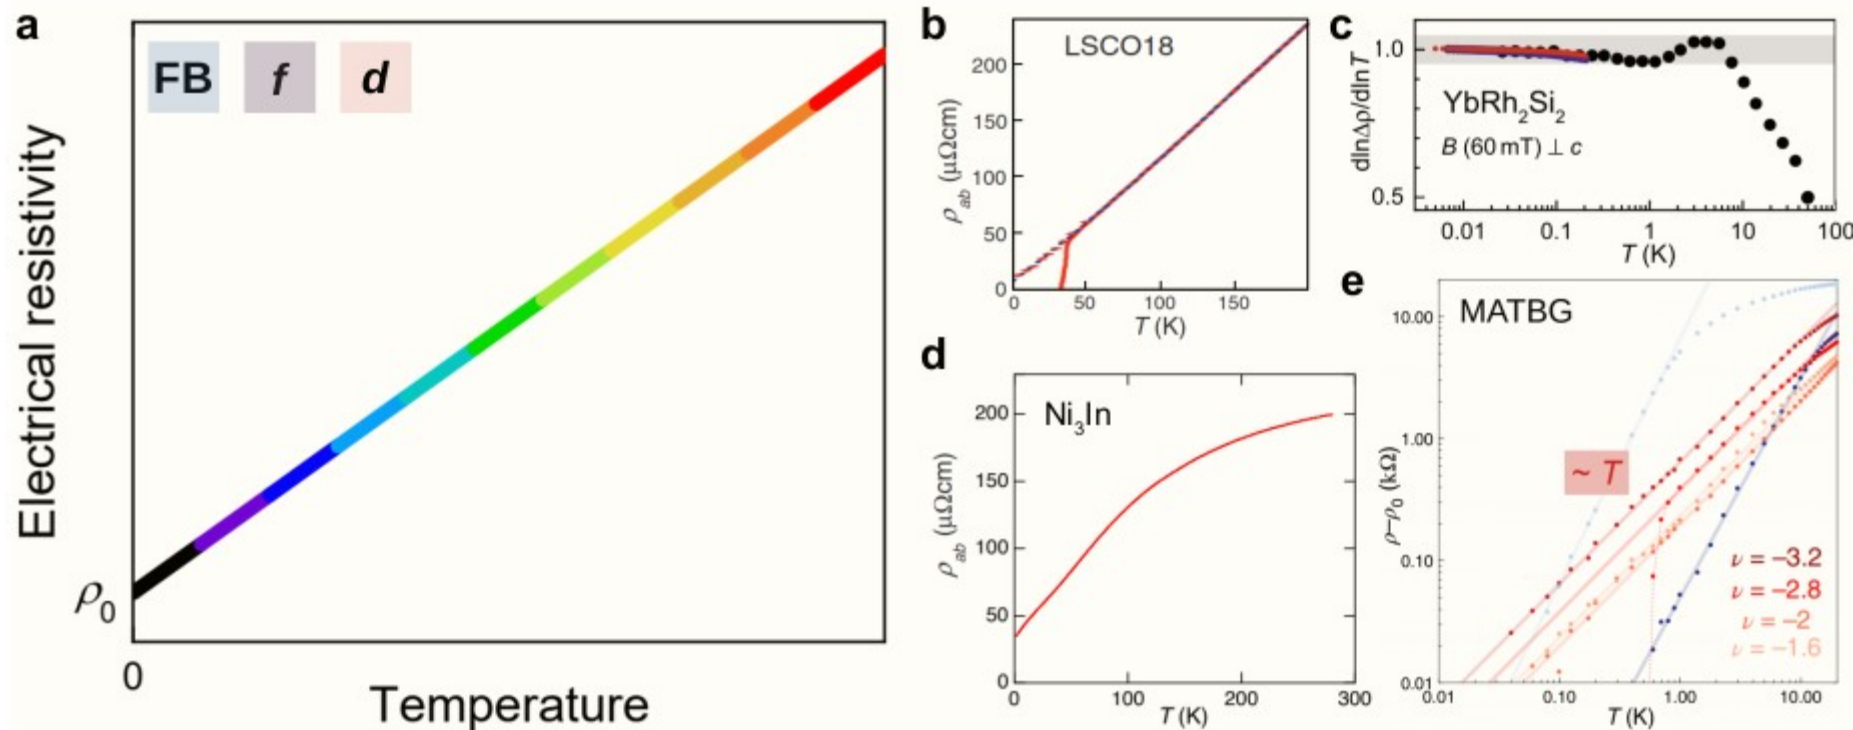 a
FB f d
Electrical resistivity
ρ0
0
Temperature
b
LSCO18
ρab (μΩcm)
200
150
100
50
0
0 50 100 150
T (K)
c
dlnΔρ/dlnT
1.0
0.5
YbRh2Si2
B (60 mT) ⊥ c
0.01 0.1 1 10 100
T (K)
d
Ni3In
ρab (μΩcm)
200
150
100
50
0
0 100 200 300
T (K)
e
MATBG
ρ–ρ0 (kΩ)
10.00
1.00
0.10
0.01
~ T
ν = –3.2
ν = –2.8
ν = –2
ν = –1.6
0.01 0.10 1.00 10.00
T (K)